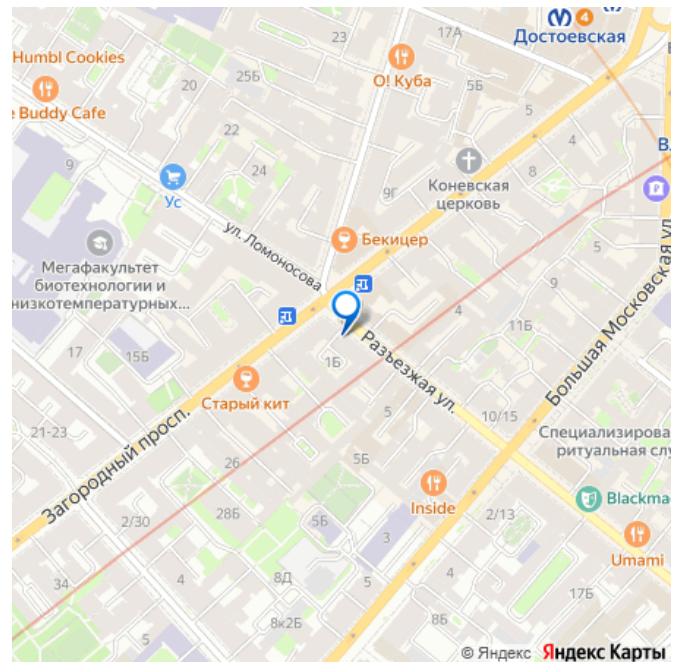 17А
4
Достоевская
Humbl Cookies
23
О! Куба
25Б
20
5Б
e Buddy Cafe
22
5
4
9
24
8
В
9Г
Коневская
церковь
Ус
5
ул. Ломоносова
Бекицер
Мегафакультет
биотехнологии и
низкотемпературных...
9
4
11Б
Большая Московская ул.
17
15Б
1Б
Разъезжая ул.
Старый кит
5
10/15
Загородный просп.
21-23
Специализирова
ритуальная слу
26
5Б
Inside
Blackma
2/30
28Б
5Б
3
2/13
Umami
34
4
8Д
5
4
17Б
5
8к2Б
8Б
© Яндекс Яндекс Карты